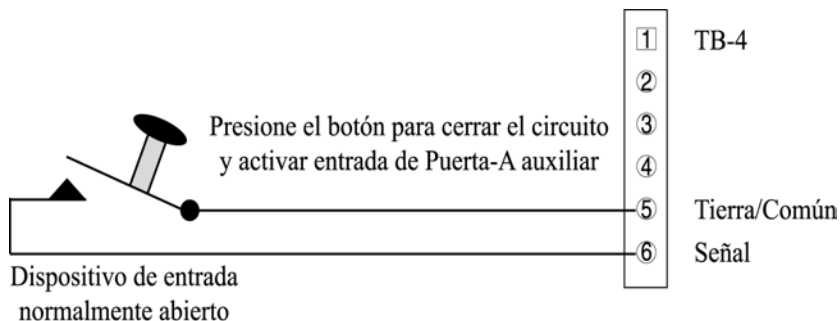 1 TB-4
2
Presione el botón para cerrar el circuito 3
y activar entrada de Puerta-A auxiliar 4
5 Tierra/Común
6 Señal
Dispositivo de entrada
normalmente abierto